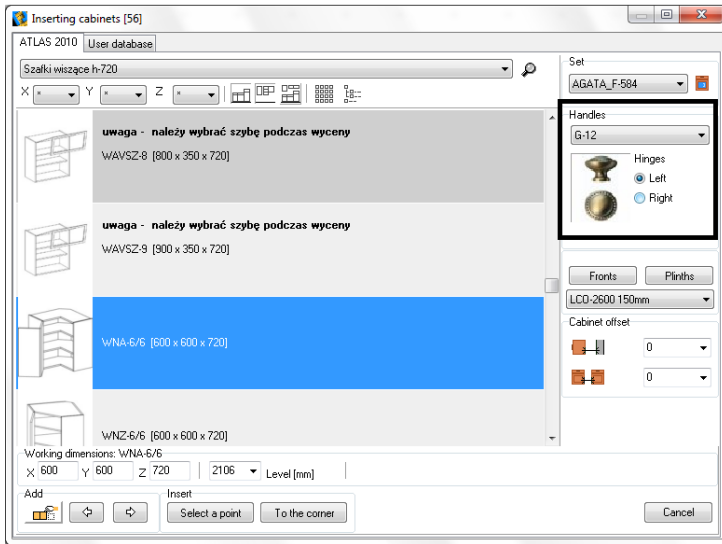 Inserting cabinets [56]
ATLAS 2010 User database
Szafki wiszące h-720
X * Y * Z *
uwaga - należy wybrać szybę podczas wyceny
WAVSZ-8 [800 x 350 x 720]
uwaga - należy wybrać szybę podczas wyceny
WAVSZ-9 [900 x 350 x 720]
WNA-6/6 [600 x 600 x 720]
WNZ-6/6 [600 x 600 x 720]
Set
AGATA_F-584
Handles
G-12
Hinges
Left
Right
Fronts Plinths
LCO-2600 150mm
Cabinet offset
0
0
Working dimensions: WNA-6/6
X 600 Y 600 Z 720 2106 Level [mm]
Add Insert
Select a point To the corner Cancel